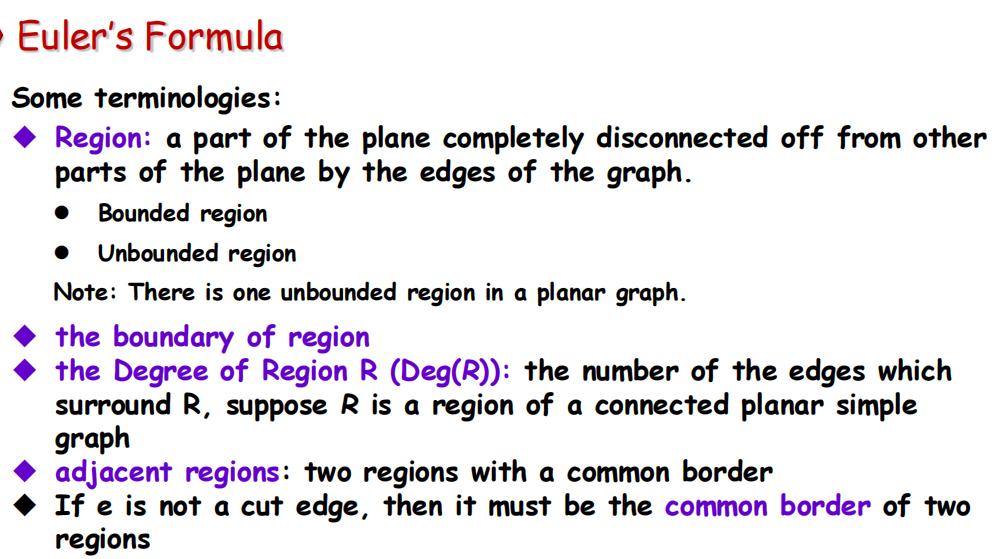 Euler's Formula
Some terminologies:
◆ Region: a part of the plane completely disconnected off from other
parts of the plane by the edges of the graph.
● Bounded region
● Unbounded region
Note: There is one unbounded region in a planar graph.
◆ the boundary of region
◆ the Degree of Region R (Deg(R)): the number of the edges which
surround R, suppose R is a region of a connected planar simple
graph
◆ adjacent regions: two regions with a common border
◆ If e is not a cut edge, then it must be the common border of two
regions